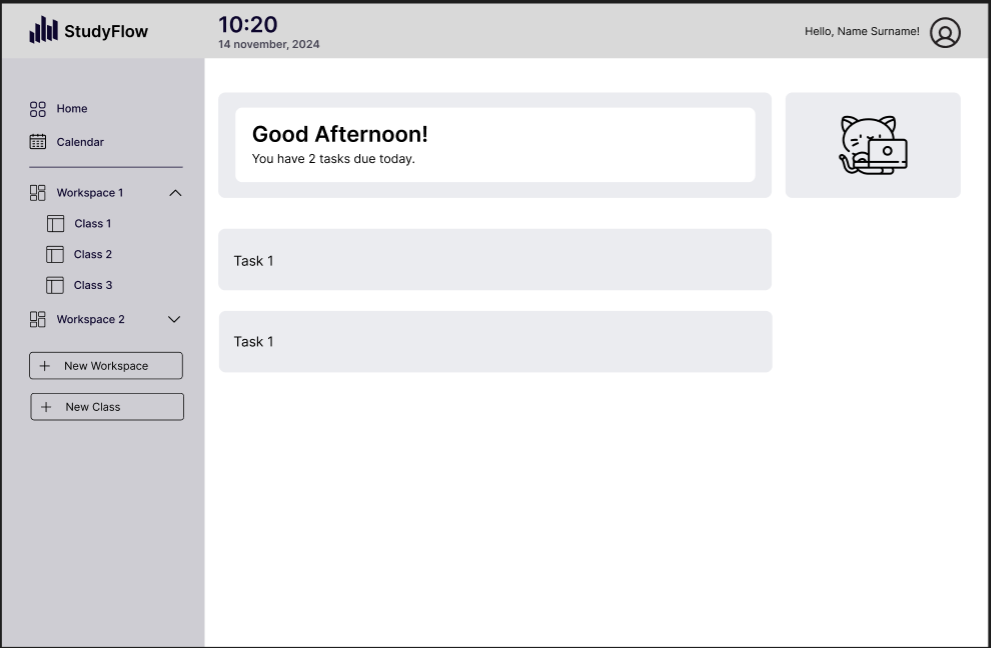 StudyFlow
10:20
14 november, 2024
Hello, Name Surname!
Home
Calendar
Workspace 1
Class 1
Class 2
Class 3
Workspace 2
New Workspace
New Class
Good Afternoon!
You have 2 tasks due today.
Task 1
Task 1